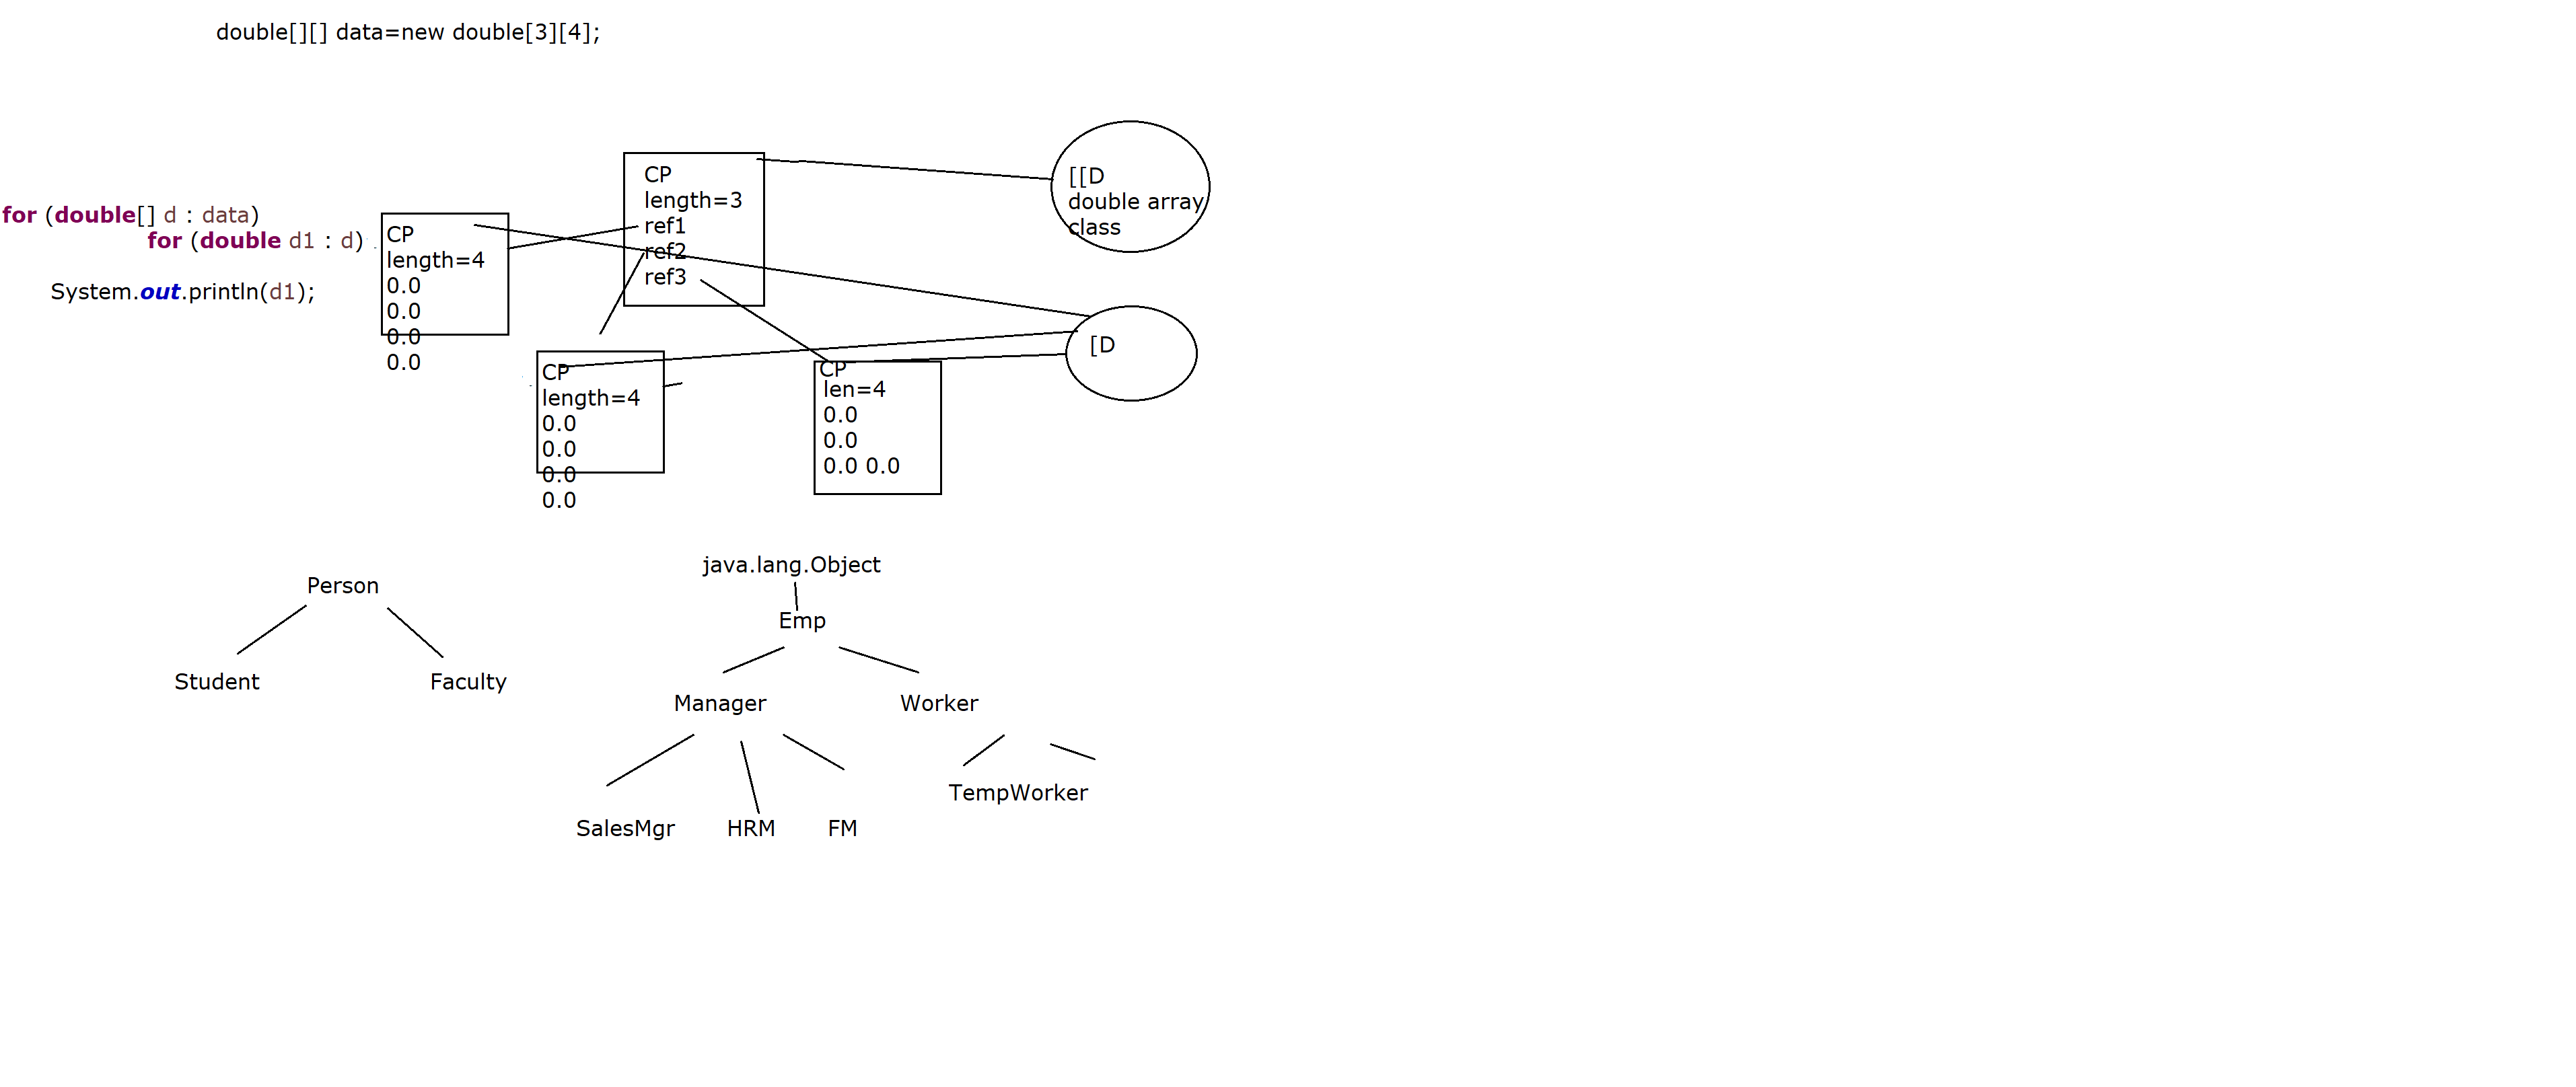 double[][] data=new double[3][4];
CP
length=3
ref1
ref2
ref3
[[D
double array
class
for (double[] d : data)
for (double d1 : d)
System.out.println(d1);
CP
length=4
0.0
0.0
0.0
0.0
[D
CP
length=4
0.0
0.0
0.0
0.0
CP
len=4
0.0
0.0
0.0 0.0
java.lang.Object
Person
Emp
Student
Faculty
Manager
Worker
TempWorker
SalesMgr
HRM
FM